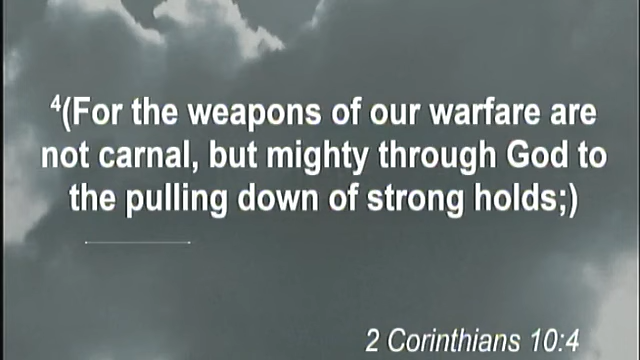 ⁴(For the weapons of our warfare are
not carnal, but mighty through God to
the pulling down of strong holds;)
2 Corinthians 10:4